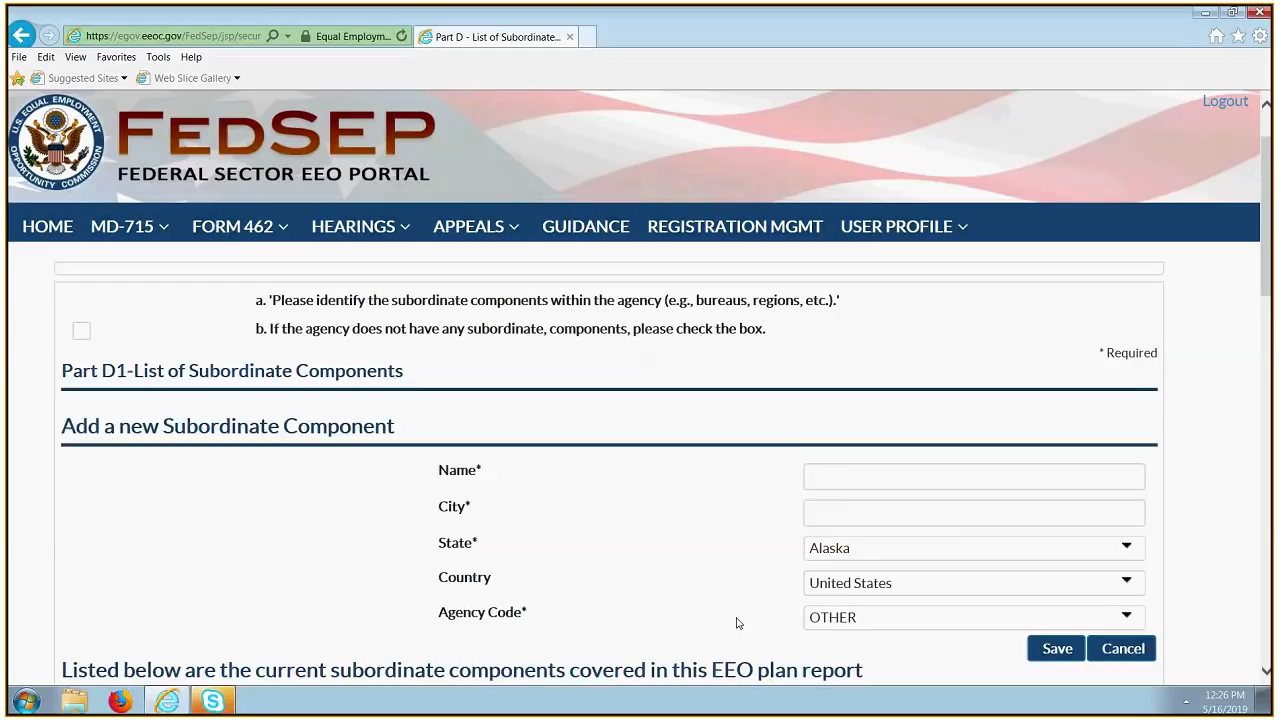 https://egov.eeoc.gov/FedSep/jsp/secur
Equal Employm...
Part D - List of Subordinate...
File Edit View Favorites Tools Help
Suggested Sites Web Slice Gallery
U.S. EQUAL EMPLOYMENT OPPORTUNITY COMMISSION
FEDSEP
FEDERAL SECTOR EEO PORTAL
Logout
HOME MD-715 FORM 462 HEARINGS APPEALS GUIDANCE REGISTRATION MGMT USER PROFILE
a. 'Please identify the subordinate components within the agency (e.g., bureaus, regions, etc.).'
b. If the agency does not have any subordinate, components, please check the box.
* Required
Part D1-List of Subordinate Components
Add a new Subordinate Component
Name*
City*
State* Alaska
Country United States
Agency Code* OTHER
Save Cancel
Listed below are the current subordinate components covered in this EEO plan report
12:26 PM
5/16/2019